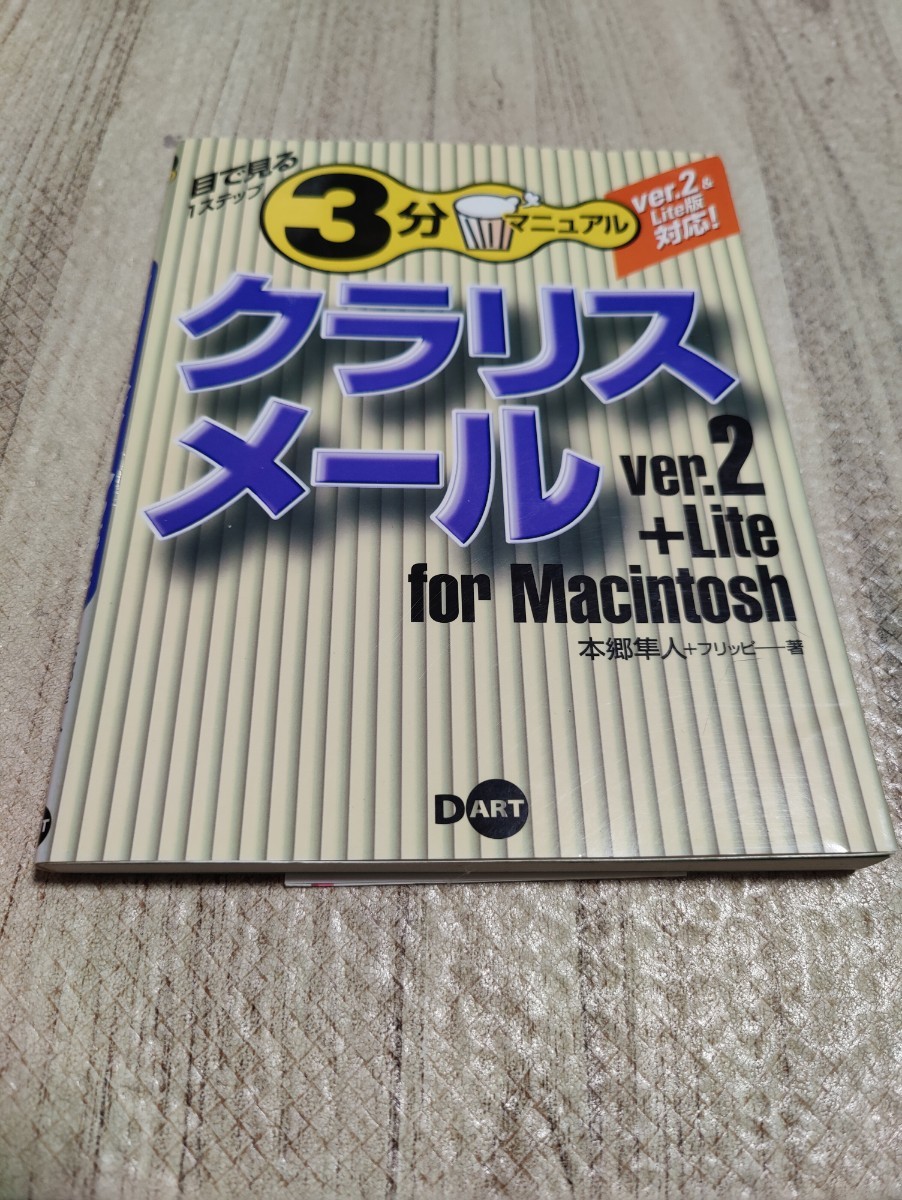 目で見る
1ステップ
3分
マニュアル
ver.2&
Lite版
対応!
クラリス
メール
ver.2
+Lite
for Macintosh
本郷隼人+フリッピー──著
DART